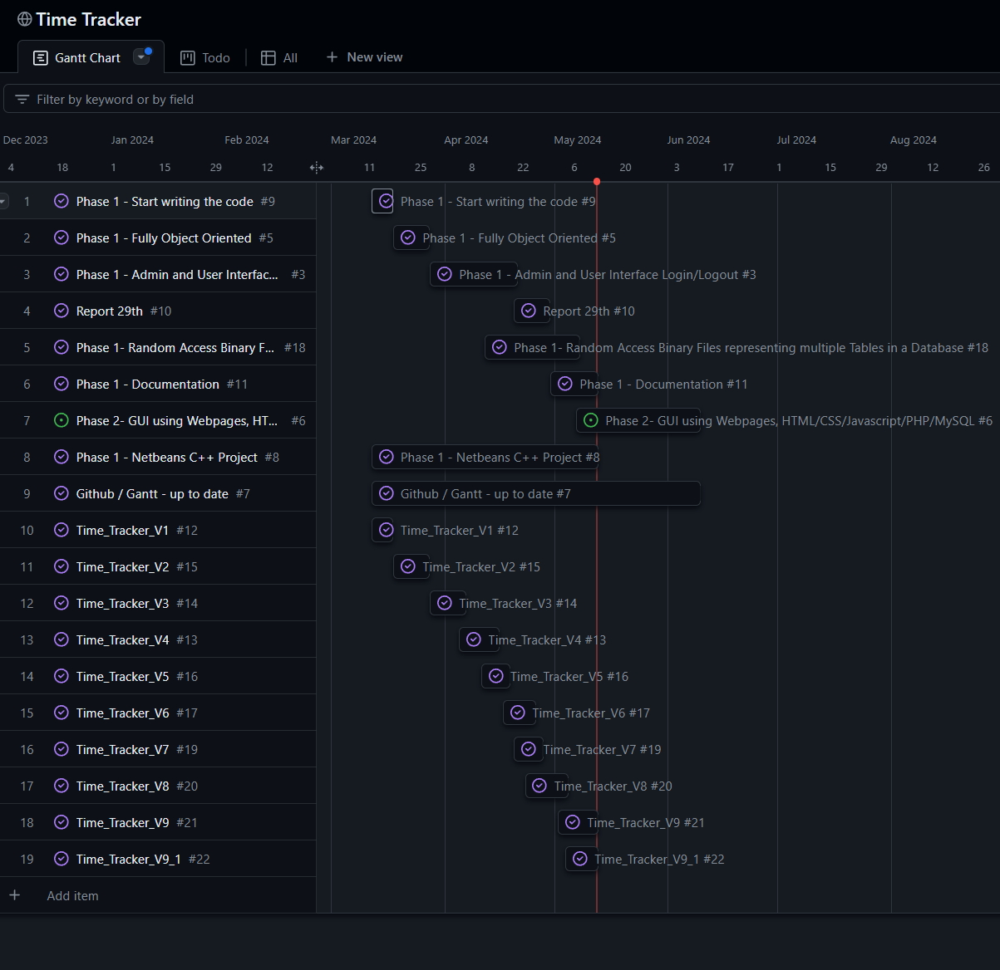 Time Tracker
Gantt Chart Todo All + New view
Filter by keyword or by field
Dec 2023 Jan 2024 Feb 2024 Mar 2024 Apr 2024 May 2024 Jun 2024 Jul 2024 Aug 2024
4 18 1 15 29 12 11 25 8 22 6 20 3 17 1 15 29 12 26
1 Phase 1 - Start writing the code #9 Phase 1 - Start writing the code #9
2 Phase 1 - Fully Object Oriented #5 Phase 1 - Fully Object Oriented #5
3 Phase 1 - Admin and User Interfac... #3 Phase 1 - Admin and User Interface Login/Logout #3
4 Report 29th #10 Report 29th #10
5 Phase 1- Random Access Binary F... #18 Phase 1- Random Access Binary Files representing multiple Tables in a Database #18
6 Phase 1 - Documentation #11 Phase 1 - Documentation #11
7 Phase 2- GUI using Webpages, HT... #6 Phase 2- GUI using Webpages, HTML/CSS/Javascript/PHP/MySQL #6
8 Phase 1 - Netbeans C++ Project #8 Phase 1 - Netbeans C++ Project #8
9 Github / Gantt - up to date #7 Github / Gantt - up to date #7
10 Time_Tracker_V1 #12 Time_Tracker_V1 #12
11 Time_Tracker_V2 #15 Time_Tracker_V2 #15
12 Time_Tracker_V3 #14 Time_Tracker_V3 #14
13 Time_Tracker_V4 #13 Time_Tracker_V4 #13
14 Time_Tracker_V5 #16 Time_Tracker_V5 #16
15 Time_Tracker_V6 #17 Time_Tracker_V6 #17
16 Time_Tracker_V7 #19 Time_Tracker_V7 #19
17 Time_Tracker_V8 #20 Time_Tracker_V8 #20
18 Time_Tracker_V9 #21 Time_Tracker_V9 #21
19 Time_Tracker_V9_1 #22 Time_Tracker_V9_1 #22
+ Add item